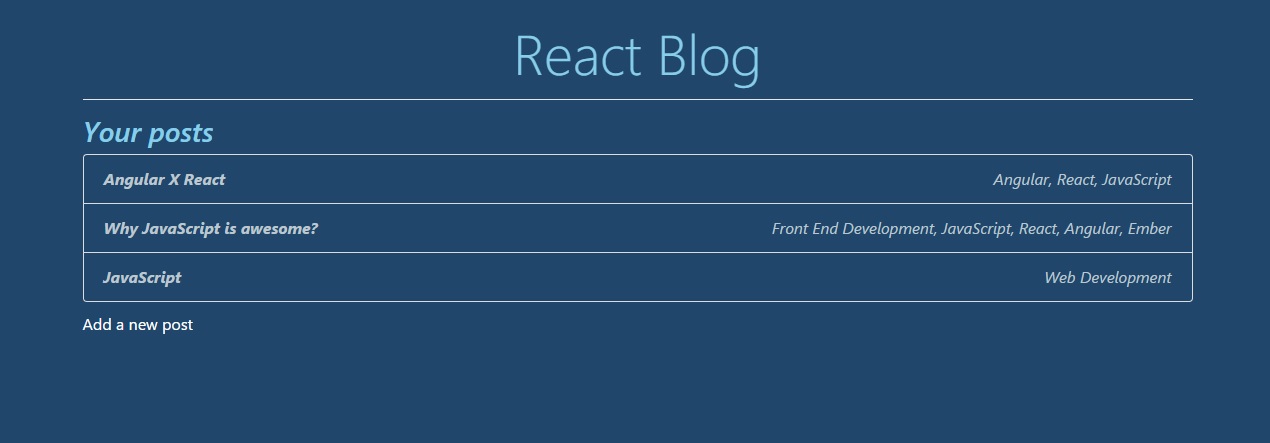 React Blog
Your posts
Angular X React Angular, React, JavaScript
Why JavaScript is awesome? Front End Development, JavaScript, React, Angular, Ember
JavaScript Web Development
Add a new post